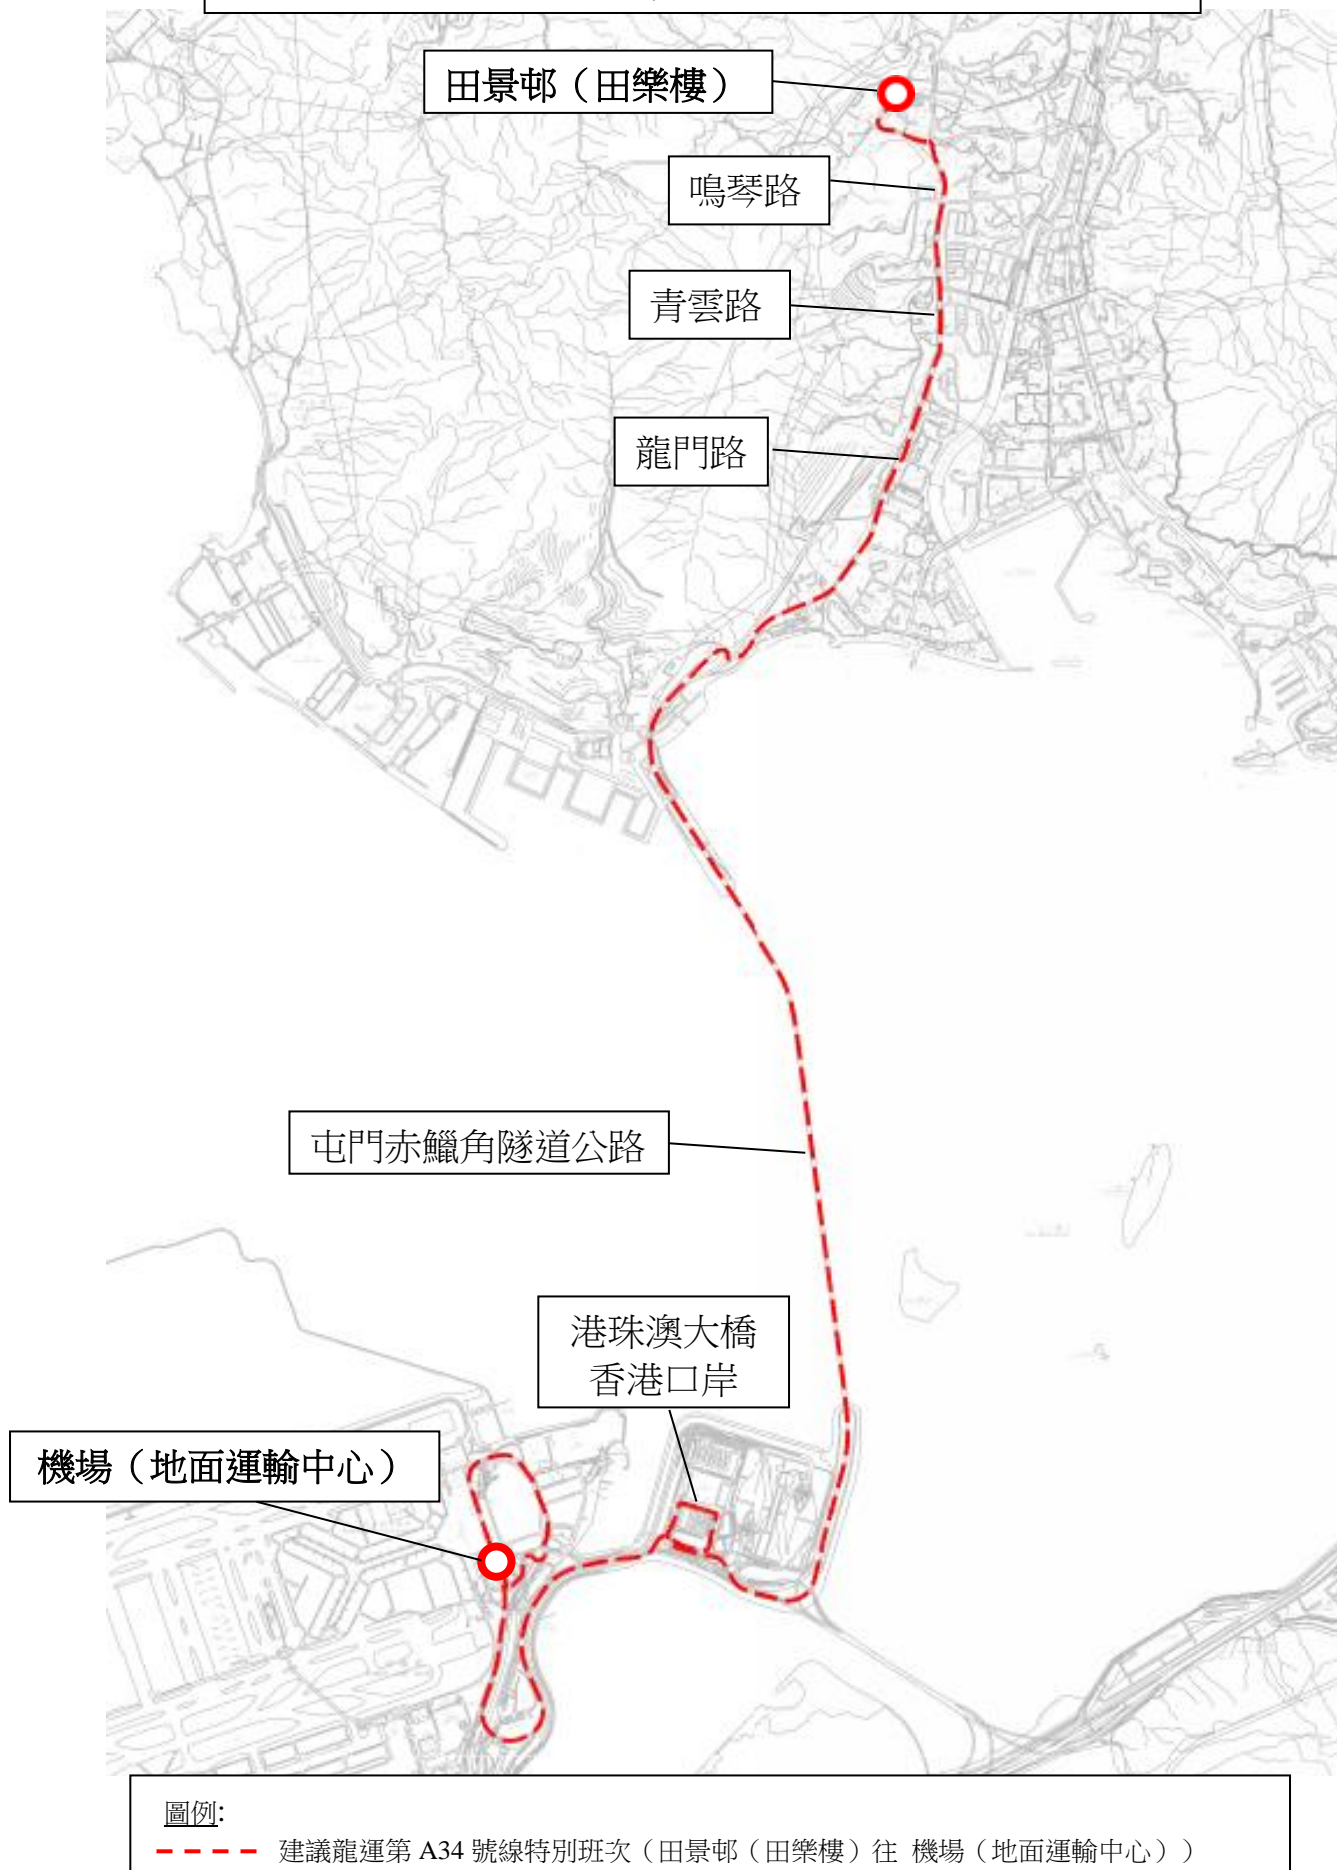 田景邨（田樂樓）
鳴琴路
青雲路
龍門路
屯門赤鱲角隧道公路
港珠澳大橋
香港口岸
機場（地面運輸中心）
圖例:
建議龍運第 A34 號線特別班次（田景邨（田樂樓）往 機場（地面運輸中心））